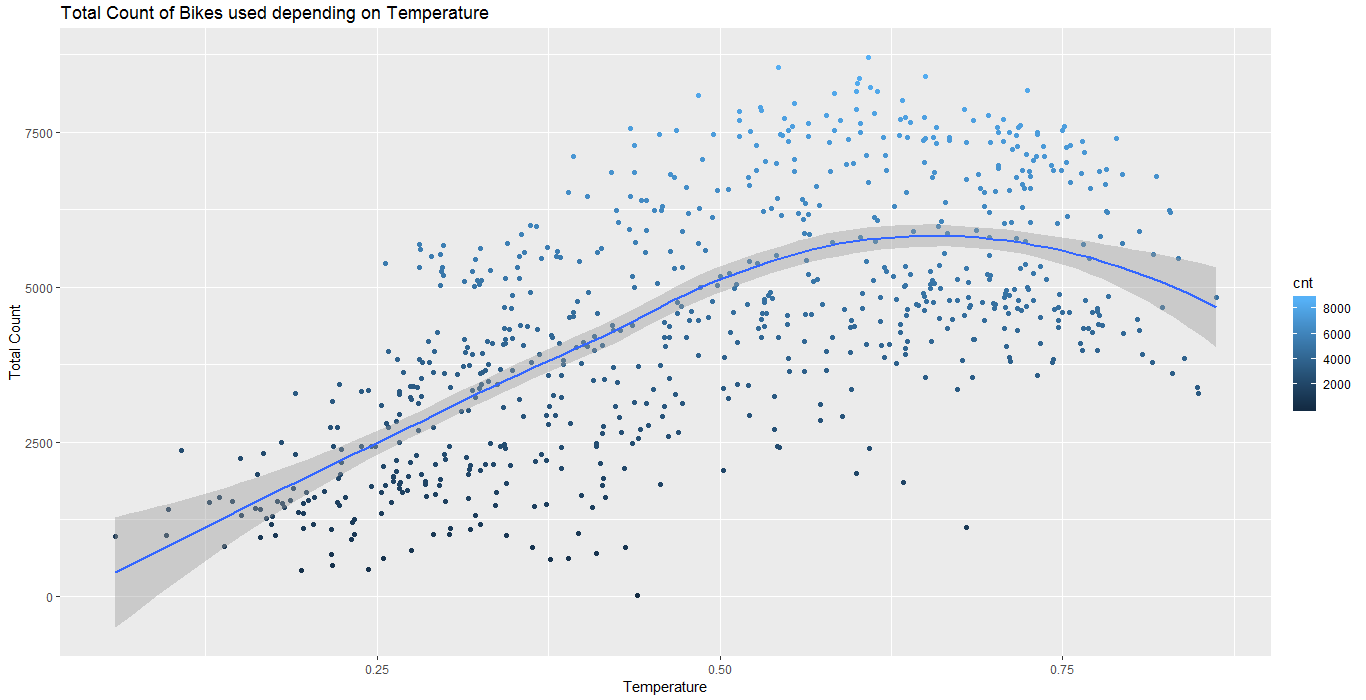 Total Count of Bikes used depending on Temperature
Total Count
7500
5000
2500
0
0.25
0.50
0.75
Temperature
cnt
8000
6000
4000
2000